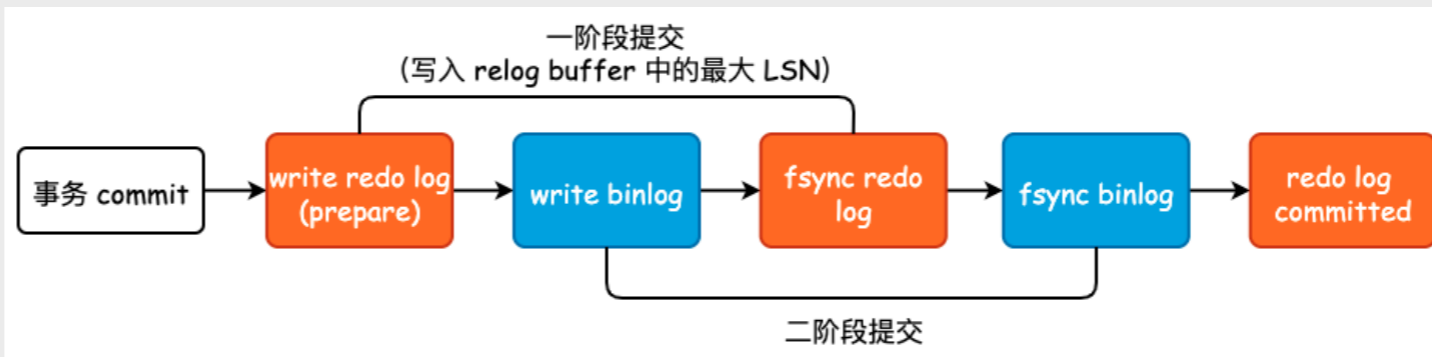 一阶段提交
(写入 relog buffer 中的最大 LSN)
事务 commit
write redo log
(prepare)
write binlog
fsync redo
log
fsync binlog
redo log
committed
二阶段提交